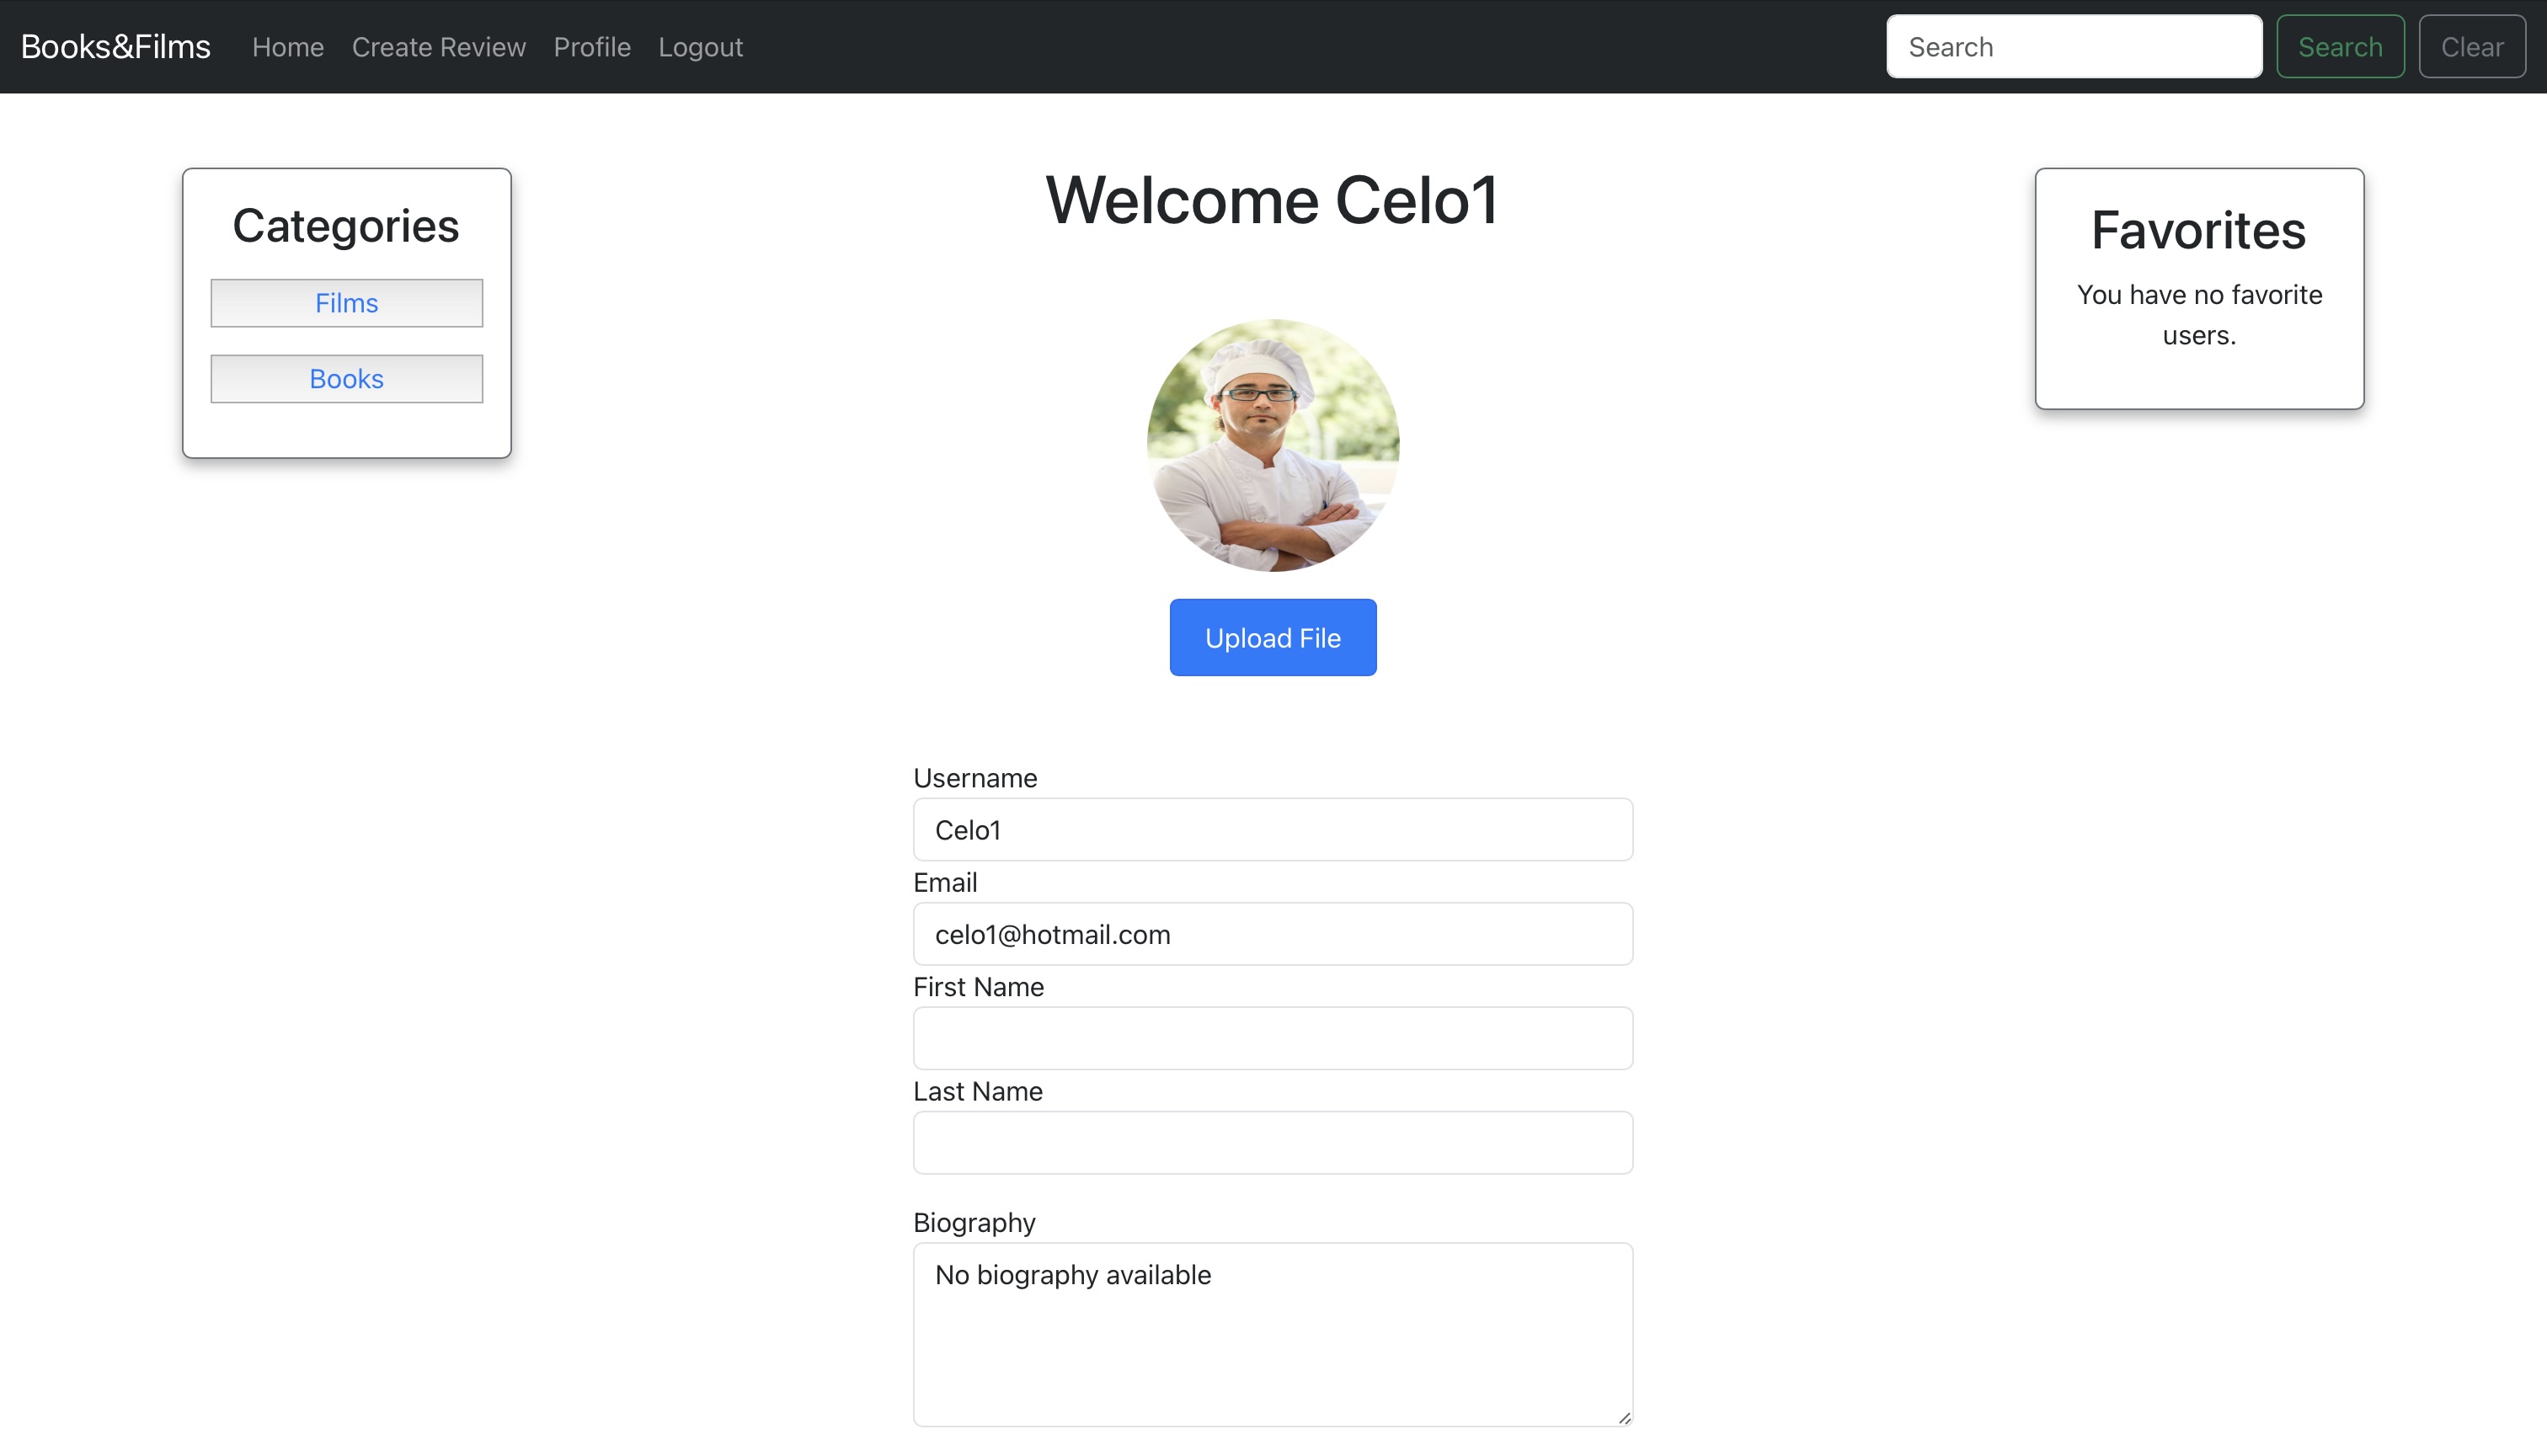 Books&Films Home Create Review Profile Logout Search Search Clear
Categories
Films
Books
Welcome Celo1
Upload File
Favorites
You have no favorite
users.
Username
Celo1
Email
celo1@hotmail.com
First Name
Last Name
Biography
No biography available